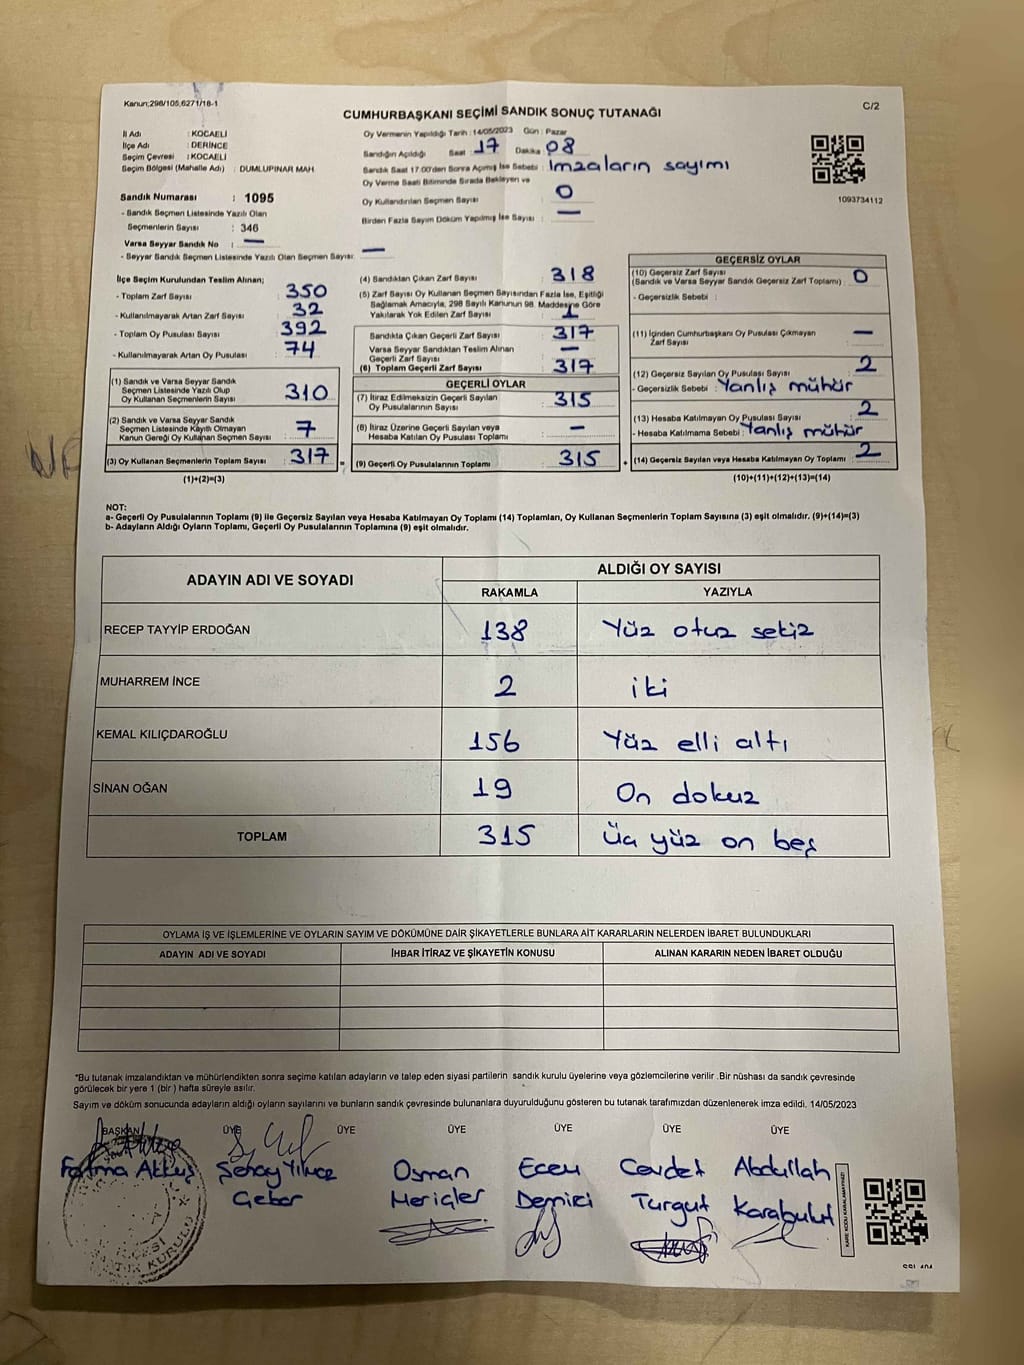 Kanun;298/105,6271/18-1
C/2
CUMHURBAŞKANI SEÇİMİ SANDIK SONUÇ TUTANAĞI
İl Adı : KOCAELİ
İlçe Adı : DERİNCE
Seçim Çevresi : KOCAELİ
Seçim Bölgesi (Mahalle Adı) : DUMLUPINAR MAH
Sandık Numarası : 1095
- Sandık Seçmen Listesinde Yazılı Olan
Seçmenlerin Sayısı : 346
Varsa Seyyar Sandık No : —
- Seyyar Sandık Seçmen Listesinde Yazılı Olan Seçmen Sayısı: —
Oy Vermenin Yapıldığı Tarih : 14/05/2023 Gün : Pazar
Sandığın Açıldığı Saat 17 Dakika 08
Sandık Saat 17.00'den Sonra Açılmış İse Sebebi : İmzaların sayımı
Oy Verme Saati Bitiminde Sırada Bekleyen ve
Oy Kullandırılan Seçmen Sayısı : 0
Birden Fazla Sayım Döküm Yapılmış İse Sayısı : —
1093734112
İlçe Seçim Kurulundan Teslim Alınan;
- Toplam Zarf Sayısı : 350
- Kullanılmayarak Artan Zarf Sayısı : 32
- Toplam Oy Pusulası Sayısı : 392
- Kullanılmayarak Artan Oy Pusulası : 74
(1) Sandık ve Varsa Seyyar Sandık
Seçmen Listesinde Yazılı Olup
Oy Kullanan Seçmenlerin Sayısı : 310
(2) Sandık ve Varsa Seyyar Sandık
Seçmen Listesinde Kayıtlı Olmayan
Kanun Gereği Oy Kullanan Seçmen Sayısı : 7
(3) Oy Kullanan Seçmenlerin Toplam Sayısı : 317 =
(1)+(2)=(3)
(4) Sandıktan Çıkan Zarf Sayısı : 318
(5) Zarf Sayısı Oy Kullanan Seçmen Sayısından Fazla İse, Eşitliği
Sağlamak Amacıyla, 298 Sayılı Kanunun 98. Maddesine Göre
Yakılarak Yok Edilen Zarf Sayısı : 1
Sandıkta Çıkan Geçerli Zarf Sayısı : 317
Varsa Seyyar Sandıktan Teslim Alınan
Geçerli Zarf Sayısı : —
(6) Toplam Geçerli Zarf Sayısı : 317
GEÇERLİ OYLAR
(7) İtiraz Edilmeksizin Geçerli Sayılan
Oy Pusulalarının Sayısı : 315
(8) İtiraz Üzerine Geçerli Sayılan veya
Hesaba Katılan Oy Pusulası Toplamı : —
(9) Geçerli Oy Pusulalarının Toplamı : 315 +
GEÇERSİZ OYLAR
(10) Geçersiz Zarf Sayısı
(Sandık ve Varsa Seyyar Sandık Geçersiz Zarf Toplamı) : 0
- Geçersizlik Sebebi :
(11) İçinden Cumhurbaşkanı Oy Pusulası Çıkmayan
Zarf Sayısı : —
(12) Geçersiz Sayılan Oy Pusulası Sayısı : 2
- Geçersizlik Sebebi : Yanlış mühür
(13) Hesaba Katılmayan Oy Pusulası Sayısı : 2
- Hesaba Katılmama Sebebi : Yanlış mühür
(14) Geçersiz Sayılan veya Hesaba Katılmayan Oy Toplamı : 2
(10)+(11)+(12)+(13)=(14)
NOT:
a- Geçerli Oy Pusulalarının Toplamı (9) ile Geçersiz Sayılan veya Hesaba Katılmayan Oy Toplamı (14) Toplamları, Oy Kullanan Seçmenlerin Toplam Sayısına (3) eşit olmalıdır. (9)+(14)=(3)
b- Adayların Aldığı Oyların Toplamı, Geçerli Oy Pusulalarının Toplamına (9) eşit olmalıdır.
ADAYIN ADI VE SOYADI
ALDIĞI OY SAYISI
RAKAMLA YAZIYLA
RECEP TAYYİP ERDOĞAN 138 Yüz otuz sekiz
MUHARREM İNCE 2 iki
KEMAL KILIÇDAROĞLU 156 Yüz elli altı
SİNAN OĞAN 19 On dokuz
TOPLAM 315 Üç yüz on beş
OYLAMA İŞ VE İŞLEMLERİNE VE OYLARIN SAYIM VE DÖKÜMÜNE DAİR ŞİKAYETLERLE BUNLARA AİT KARARLARIN NELERDEN İBARET BULUNDUKLARI
ADAYIN ADI VE SOYADI İHBAR İTİRAZ VE ŞİKAYETİN KONUSU ALINAN KARARIN NEDEN İBARET OLDUĞU
*Bu tutanak imzalandıktan ve mühürlendikten sonra seçime katılan adayların ve talep eden siyasi partilerin sandık kurulu üyelerine veya gözlemcilerine verilir .Bir nüshası da sandık çevresinde
görülecek bir yere 1 (bir ) hafta süreyle asılır.
Sayım ve döküm sonucunda adayların aldığı oyların sayılarını ve bunların sandık çevresinde bulunanlara duyurulduğunu gösteren bu tutanak tarafımızdan düzenlenerek imza edildi. 14/05/2023
BAŞKAN ÜYE ÜYE ÜYE ÜYE ÜYE ÜYE
Fatma Akkuş Osman Ecem Cevdet Abdullah
Demirci Turgut Karabulut
KARE KODU KARALAMAYINIZ!